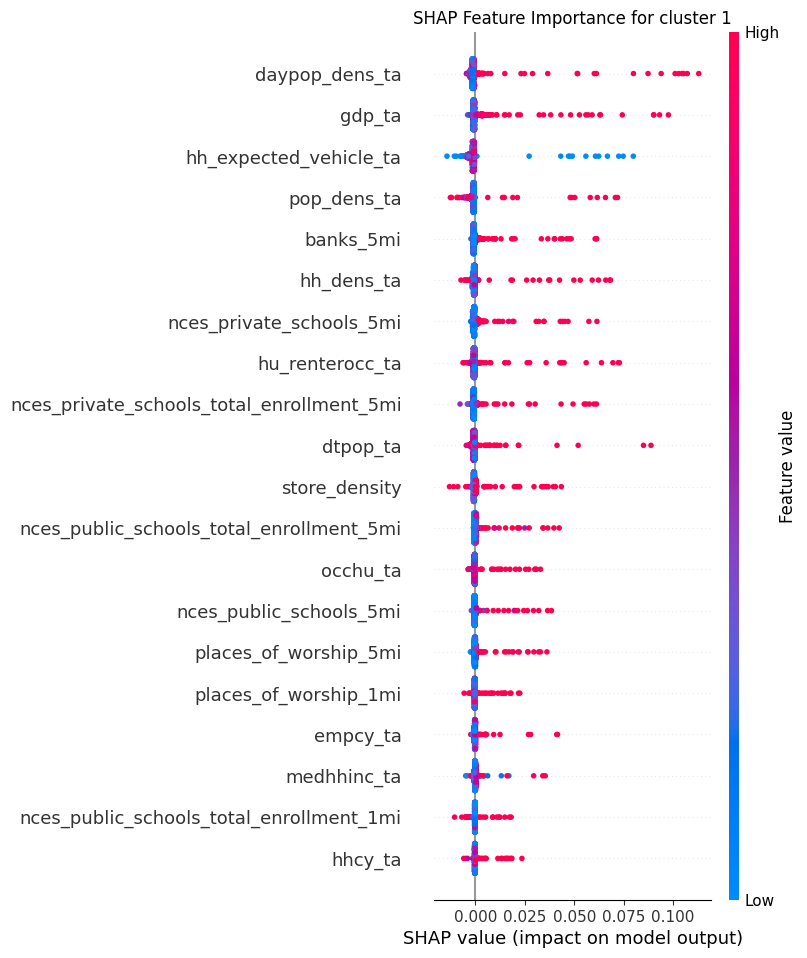 SHAP Feature Importance for cluster 1
High
daypop_dens_ta
gdp_ta
hh_expected_vehicle_ta
pop_dens_ta
banks_5mi
hh_dens_ta
nces_private_schools_5mi
hu_renterocc_ta
nces_private_schools_total_enrollment_5mi
dtpop_ta
store_density
nces_public_schools_total_enrollment_5mi
occhu_ta
nces_public_schools_5mi
places_of_worship_5mi
places_of_worship_1mi
empcy_ta
medhhinc_ta
nces_public_schools_total_enrollment_1mi
hhcy_ta
Feature value
Low
0.000 0.025 0.050 0.075 0.100
SHAP value (impact on model output)